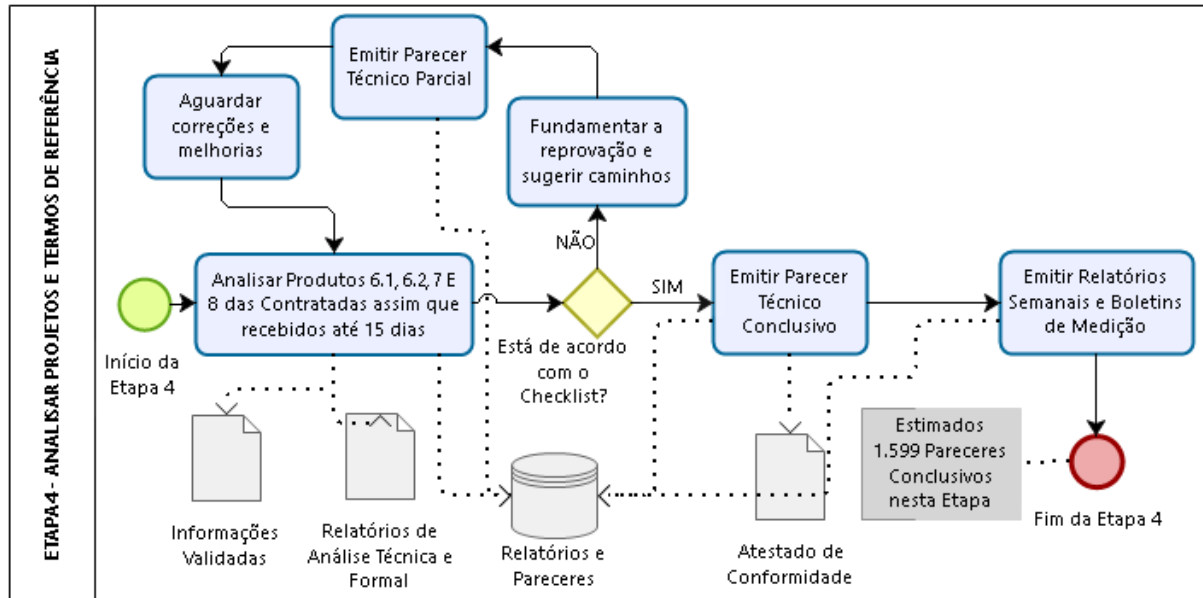 ETAPA4 - ANALISAR PROJETOS E TERMOS DE REFERÊNCIA
Emitir Parecer
Técnico Parcial
Aguardar
correções e
melhorias
Fundamentar a
reprovação e
sugerir caminhos
NÃO
Analisar Produtos 6.1, 6.2,7 E
8 das Contratadas assim que
recebidos até 15 dias
SIM
Emitir Parecer
Técnico
Conclusivo
Emitir Relatórios
Semanais e Boletins
de Medição
Início da
Etapa 4
Está de acordo
com o
Checklist?
Estimados
1.599 Pareceres
Conclusivos
nesta Etapa
Fim da Etapa 4
Informações
Validadas
Relatórios de
Análise Técnica e
Formal
Relatórios e
Pareceres
Atestado de
Conformidade